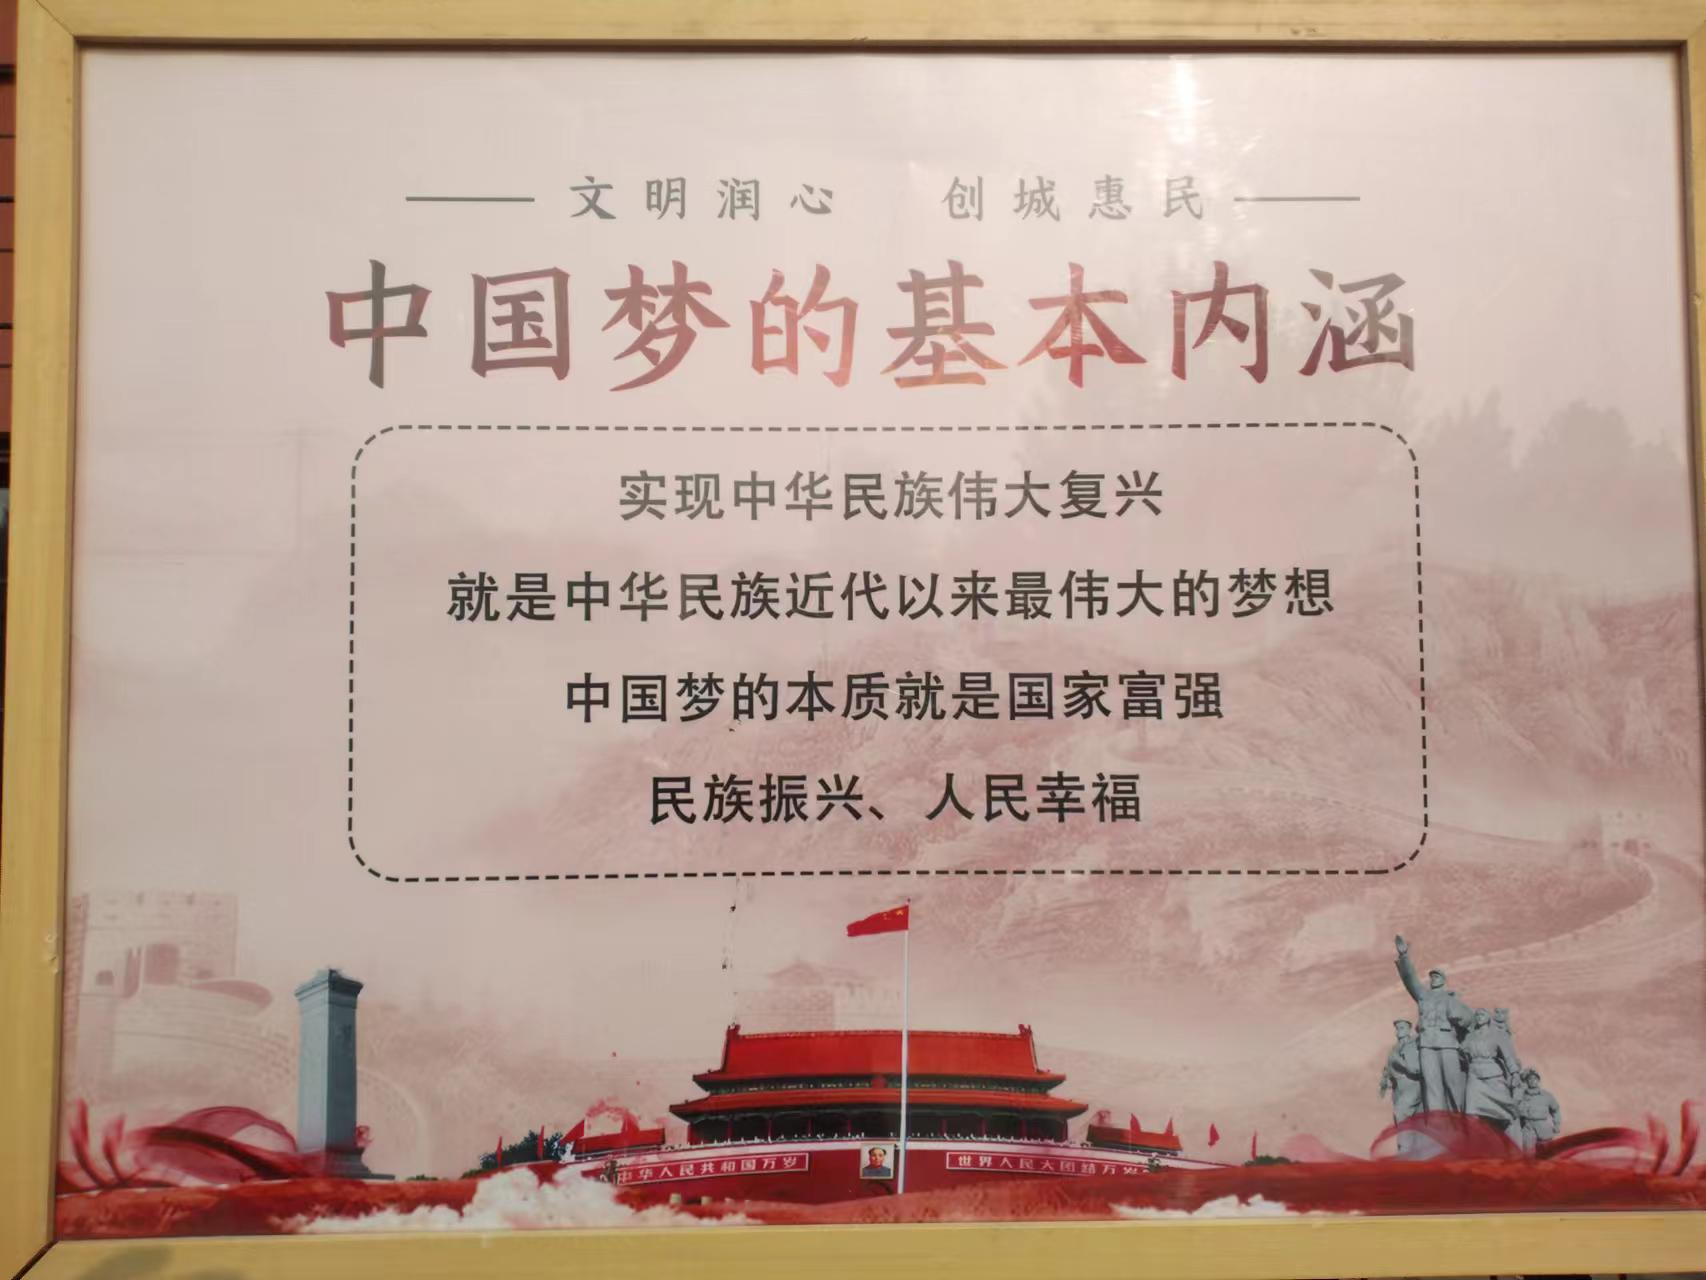 文明润心 创城惠民
中国梦的基本内涵
实现中华民族伟大复兴
就是中华民族近代以来最伟大的梦想
中国梦的本质就是国家富强
民族振兴、人民幸福
中华人民共和国万岁
世界人民大团结万岁